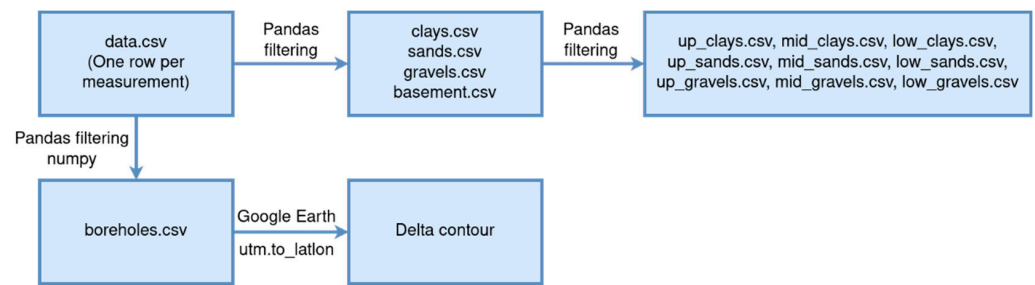 data.csv
(One row per
measurement)
Pandas
filtering
clays.csv
sands.csv
gravels.csv
basement.csv
Pandas
filtering
up_clays.csv, mid_clays.csv, low_clays.csv,
up_sands.csv, mid_sands.csv, low_sands.csv,
up_gravels.csv, mid_gravels.csv, low_gravels.csv
Pandas filtering
numpy
boreholes.csv
Google Earth
utm.to_latlon
Delta contour